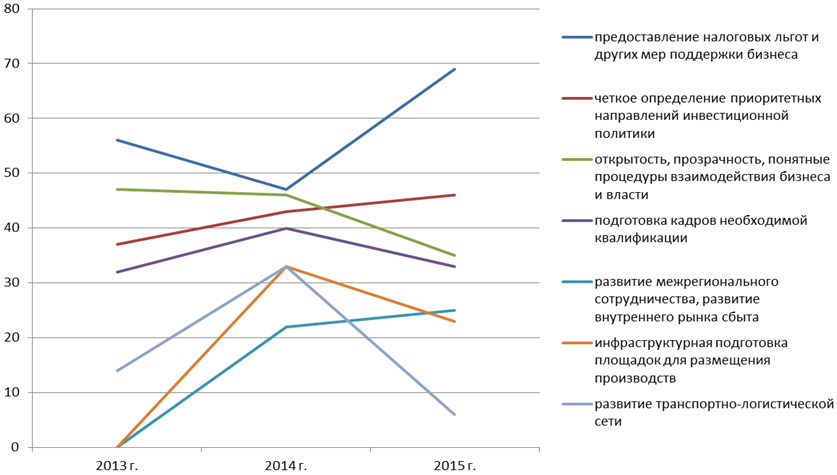 80
70
60
50
40
30
20
10
0
2013 г.
2014 г.
2015 г.
предоставление налоговых льгот и
других мер поддержки бизнеса
четкое определение приоритетных
направлений инвестиционной
политики
открытость, прозрачность, понятные
процедуры взаимодействия бизнеса
и власти
подготовка кадров необходимой
квалификации
развитие межрегионального
сотрудничества, развитие
внутреннего рынка сбыта
инфраструктурная подготовка
площадок для размещения
производств
развитие транспортно-логистической
сети